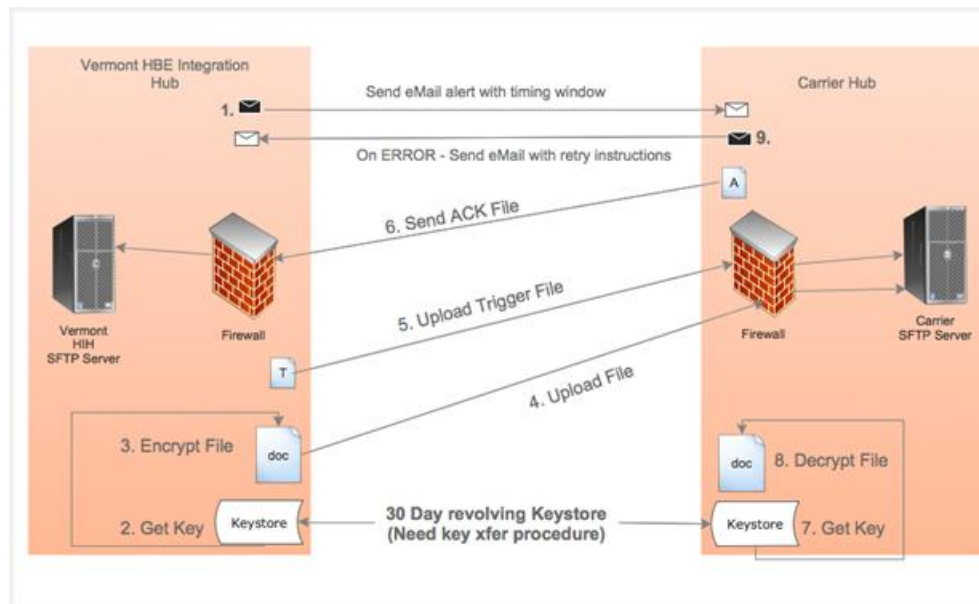 Vermont HBE Integration
Hub
Carrier Hub
1.
Send eMail alert with timing window
9.
On ERROR - Send eMail with retry instructions
A
6. Send ACK File
Vermont
HIH
SFTP Server
Firewall
5. Upload Trigger File
Firewall
Carrier
SFTP Server
T
4. Upload File
3. Encrypt File
doc
doc
8. Decrypt File
2. Get Key
Keystore
30 Day revolving Keystore
(Need key xfer procedure)
Keystore
7. Get Key